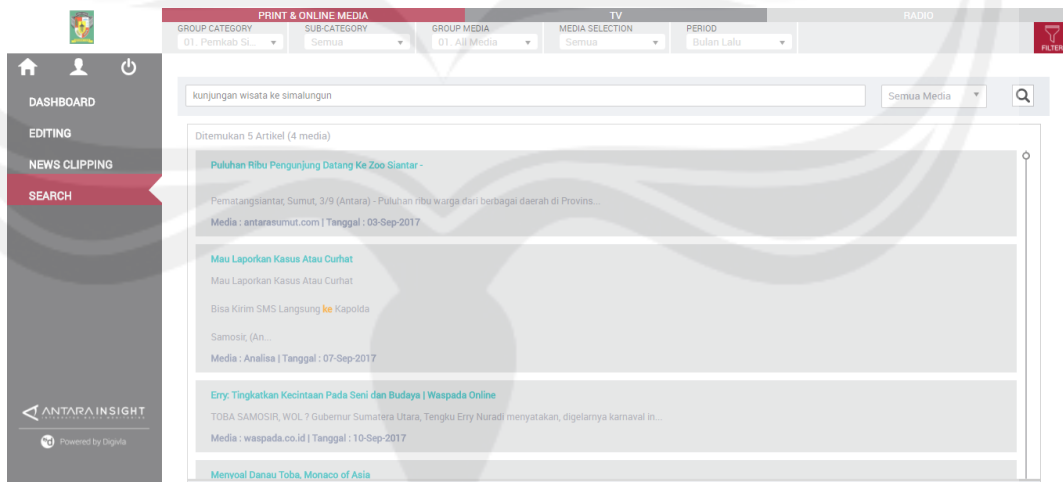 PRINT & ONLINE MEDIA
TV
RADIO
GROUP CATEGORY
SUB-CATEGORY
GROUP MEDIA
MEDIA SELECTION
PERIOD
01. Pemkab Si...
Semua
01. All Media
Semua
Bulan Lalu
FILTER
DASHBOARD
EDITING
NEWS CLIPPING
SEARCH
kunjungan wisata ke simalungun
Semua Media
Ditemukan 5 Artikel (4 media)
Puluhan Ribu Pengunjung Datang Ke Zoo Siantar -
Pematangsiantar, Sumut, 3/9 (Antara) - Puluhan ribu warga dari berbagai daerah di Provins...
Media : antarasumut.com | Tanggal : 03-Sep-2017
Mau Laporkan Kasus Atau Curhat
Mau Laporkan Kasus Atau Curhat
Bisa Kirim SMS Langsung ke Kapolda
Samosir, (An...
Media : Analisa | Tanggal : 07-Sep-2017
Erry: Tingkatkan Kecintaan Pada Seni dan Budaya | Waspada Online
TOBA SAMOSIR, WOL ? Gubernur Sumatera Utara, Tengku Erry Nuradi menyatakan, digelarnya karnaval in...
Media : waspada.co.id | Tanggal : 10-Sep-2017
Menyoal Danau Toba, Monaco of Asia
ANTARA INSIGHT
Powered by Digivla